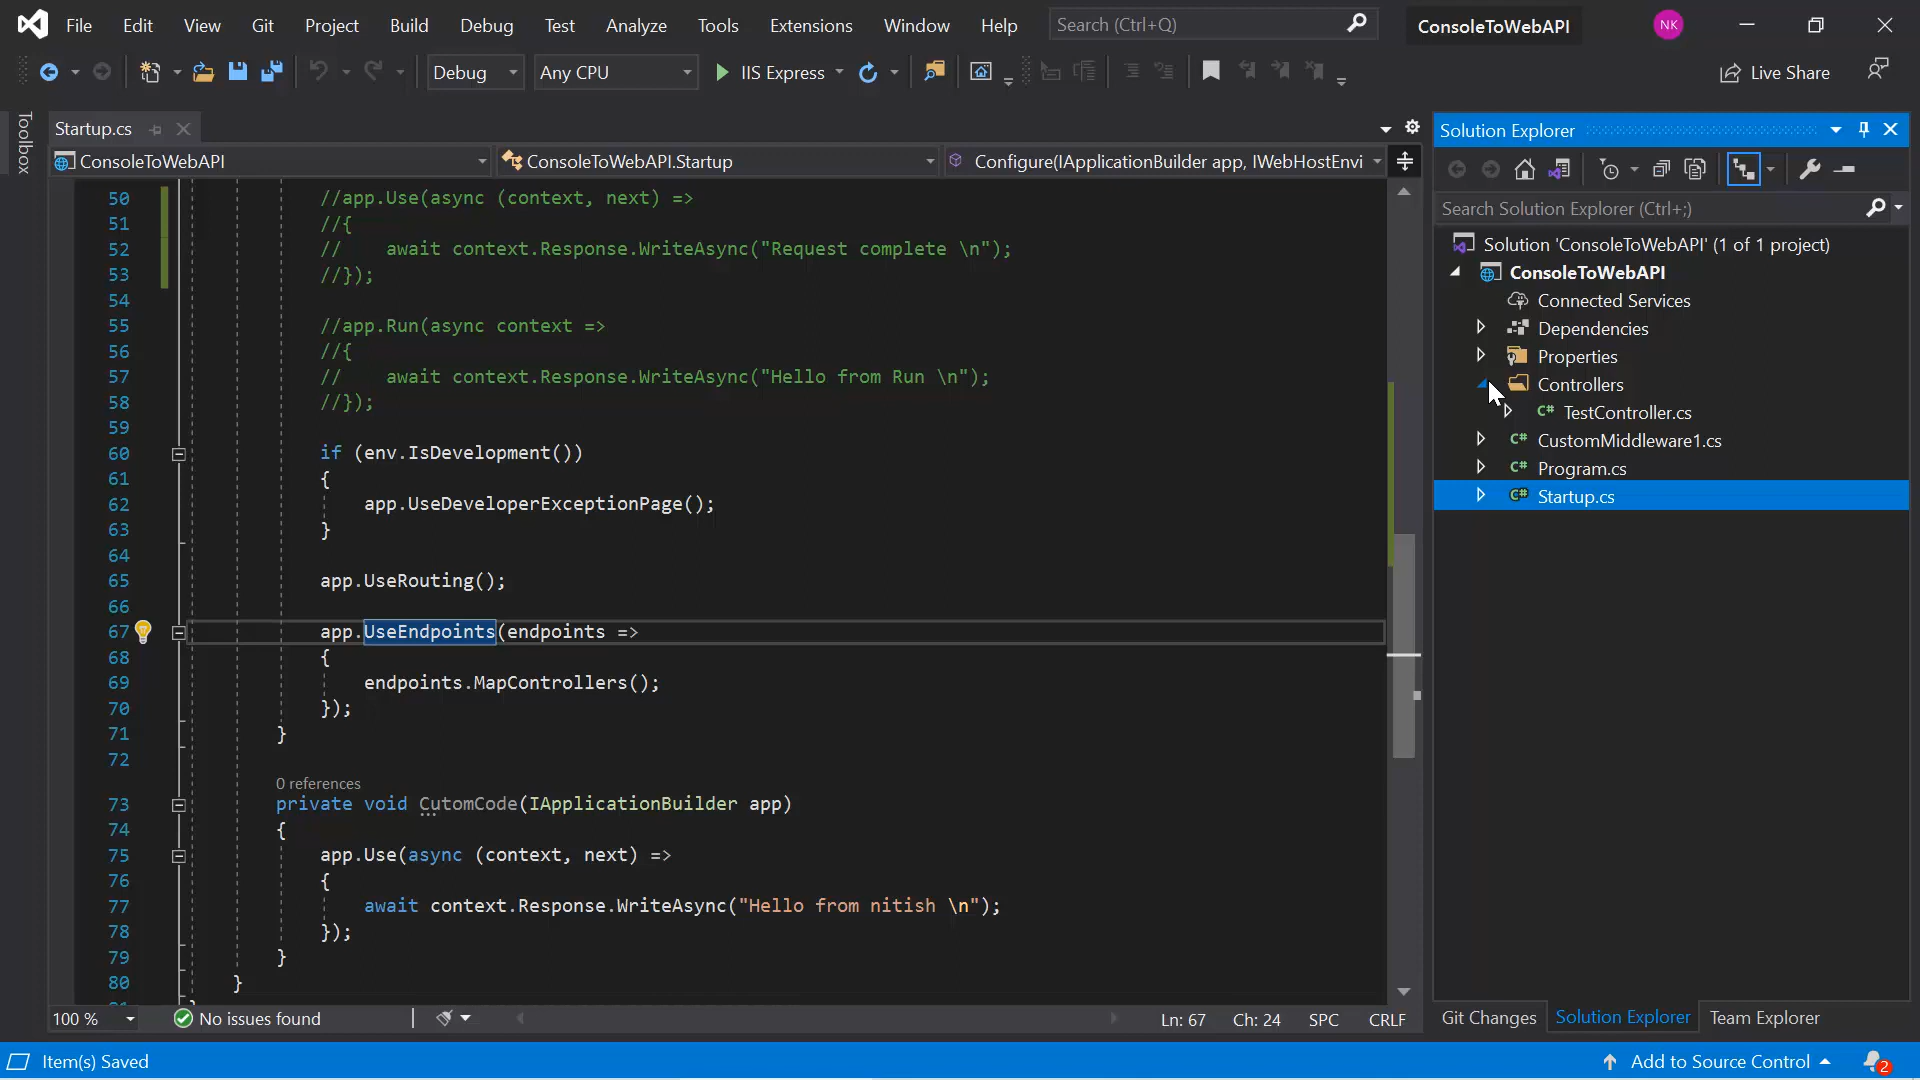 File Edit View Git Project Build Debug Test Analyze Tools Extensions Window Help Search (Ctrl+Q) ConsoleToWebAPI NK
Debug Any CPU IIS Express Live Share
Toolbox
Startup.cs
ConsoleToWebAPI ConsoleToWebAPI.Startup Configure(IApplicationBuilder app, IWebHostEnvi
50 //app.Use(async (context, next) =>
51 //{
52 //    await context.Response.WriteAsync("Request complete \n");
53 //});
54
55 //app.Run(async context =>
56 //{
57 //    await context.Response.WriteAsync("Hello from Run \n");
58 //});
59
60 if (env.IsDevelopment())
61 {
62 app.UseDeveloperExceptionPage();
63 }
64
65 app.UseRouting();
66
67 app.UseEndpoints(endpoints =>
68 {
69 endpoints.MapControllers();
70 });
71 }
72
0 references
73 private void CutomCode(IApplicationBuilder app)
74 {
75 app.Use(async (context, next) =>
76 {
77 await context.Response.WriteAsync("Hello from nitish \n");
78 });
79 }
80 }
100 % No issues found Ln: 67 Ch: 24 SPC CRLF
Solution Explorer
Search Solution Explorer (Ctrl+;)
Solution 'ConsoleToWebAPI' (1 of 1 project)
ConsoleToWebAPI
Connected Services
Dependencies
Properties
Controllers
C# TestController.cs
C# CustomMiddleware1.cs
C# Program.cs
C# Startup.cs
Git Changes Solution Explorer Team Explorer
Item(s) Saved Add to Source Control 2